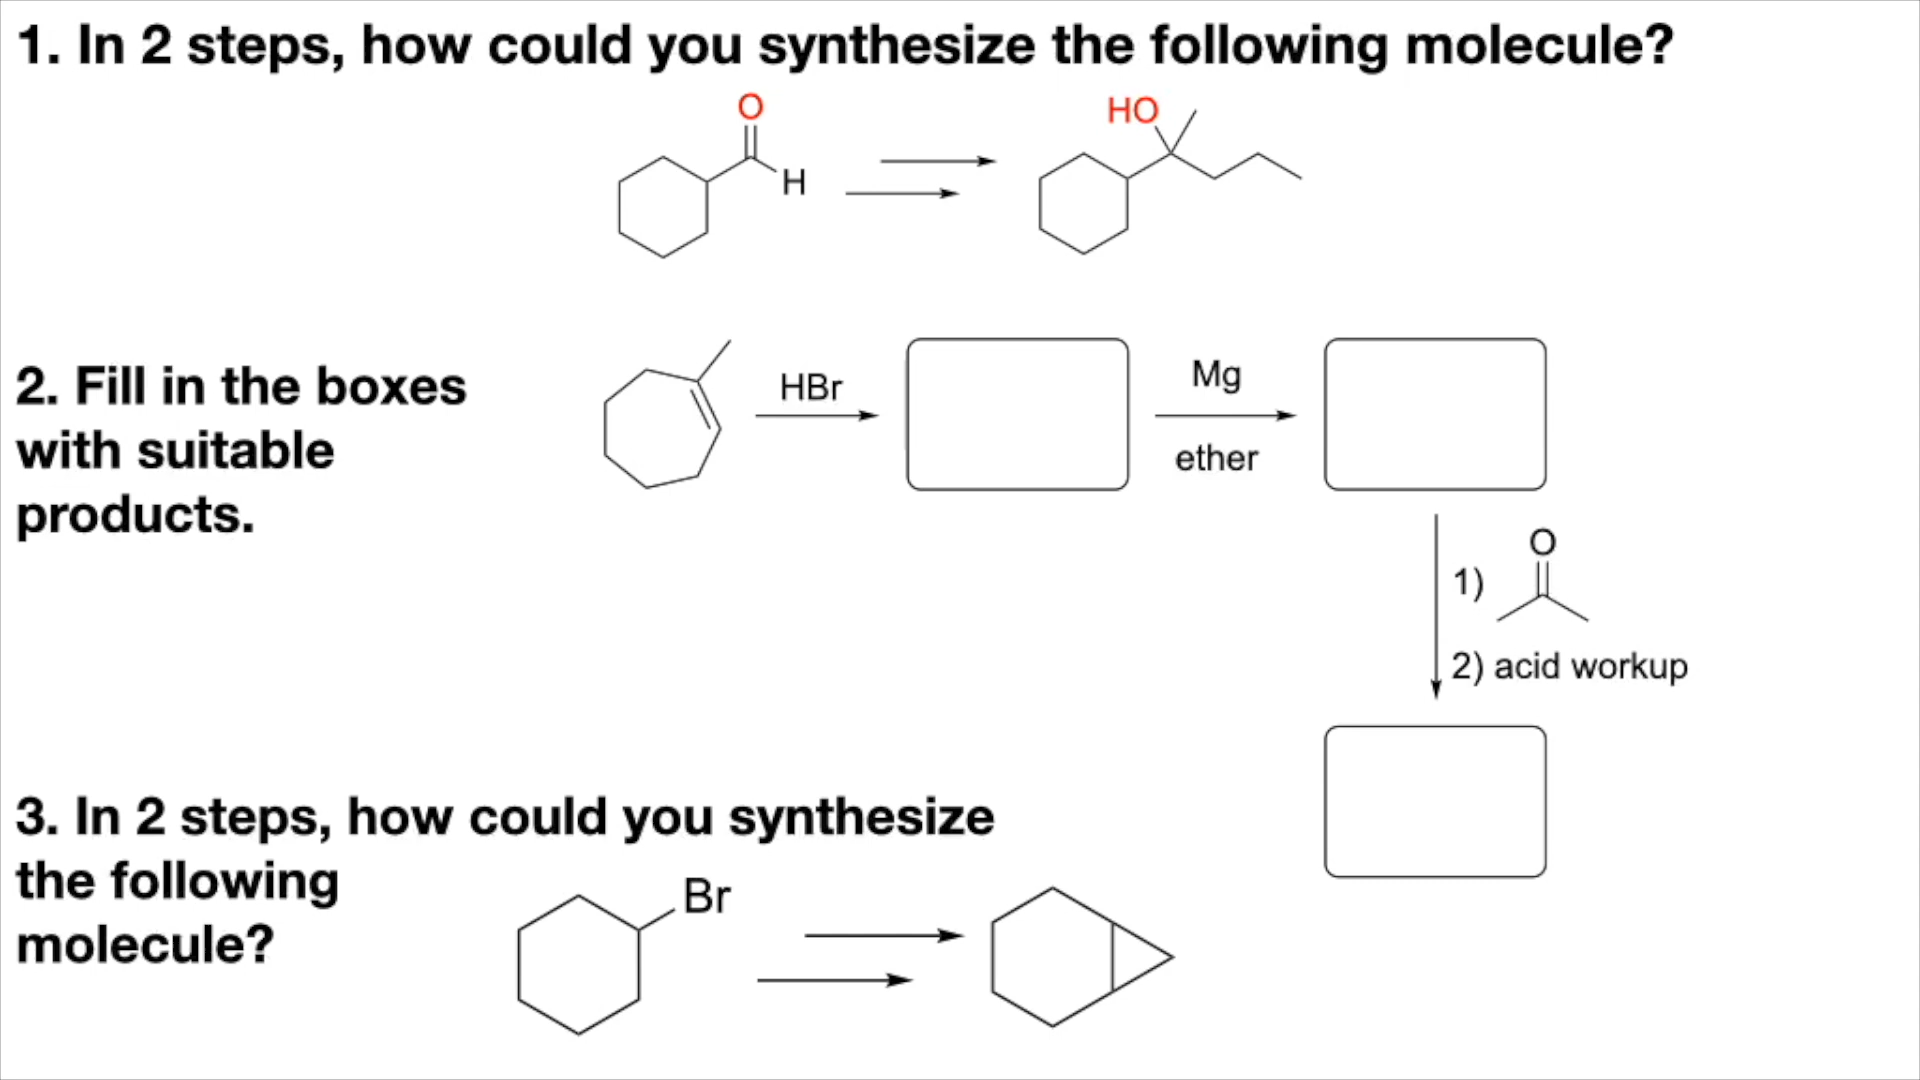 1. In 2 steps, how could you synthesize the following molecule?
O
H
HO
2. Fill in the boxes
with suitable
products.
HBr
Mg
ether
O
1)
2) acid workup
3. In 2 steps, how could you synthesize
the following
molecule?
Br